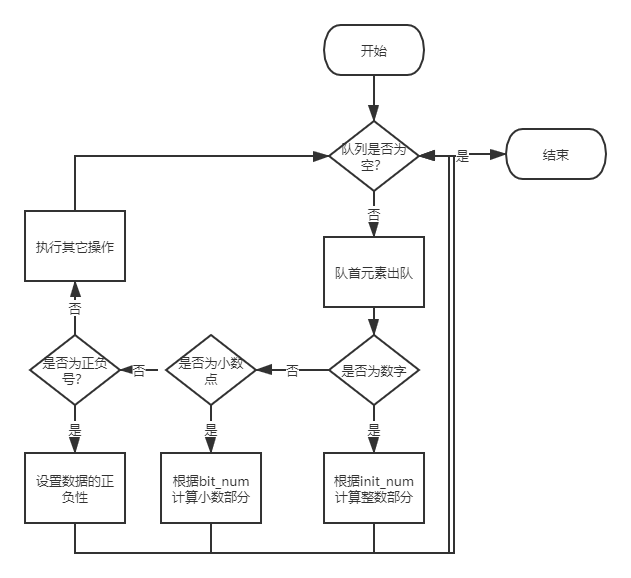 开始
队列是否为
空?
是
结束
否
执行其它操作
队首元素出队
否
是否为正负
号?
否
是否为小数
点
否
是否为数字
是
是
是
设置数据的正
负性
根据bit_num
计算小数部分
根据init_num
计算整数部分